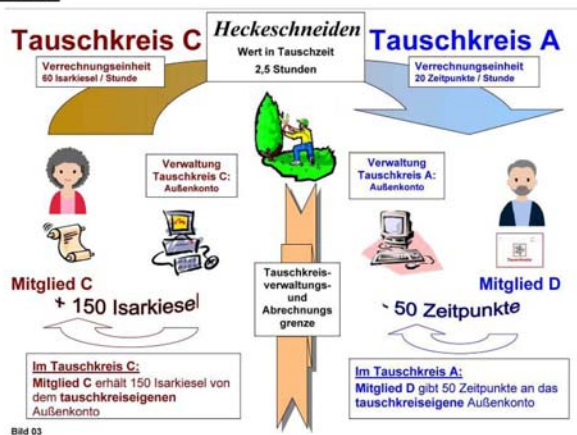 Heckeschneiden
Wert in Tauschzeit
2,5 Stunden
Tauschkreis C
Verrechnungseinheit
60 Isarkiesel / Stunde
Tauschkreis A
Verrechnungseinheit
20 Zeitpunkte / Stunde
Verwaltung
Tauschkreis C:
Außenkonto
Verwaltung
Tauschkreis A:
Außenkonto
Mitglied C
+ 150 Isarkiesel
Tauschkreis-
verwaltungs-
und
Abrechnungs
grenze
Mitglied D
- 50 Zeitpunkte
Im Tauschkreis C:
Mitglied C erhält 150 Isarkiesel von
dem tauschkreiseigenen
Außenkonto
Im Tauschkreis A:
Mitglied D gibt 50 Zeitpunkte an das
tauschkreiseigene Außenkonto
Bild 03